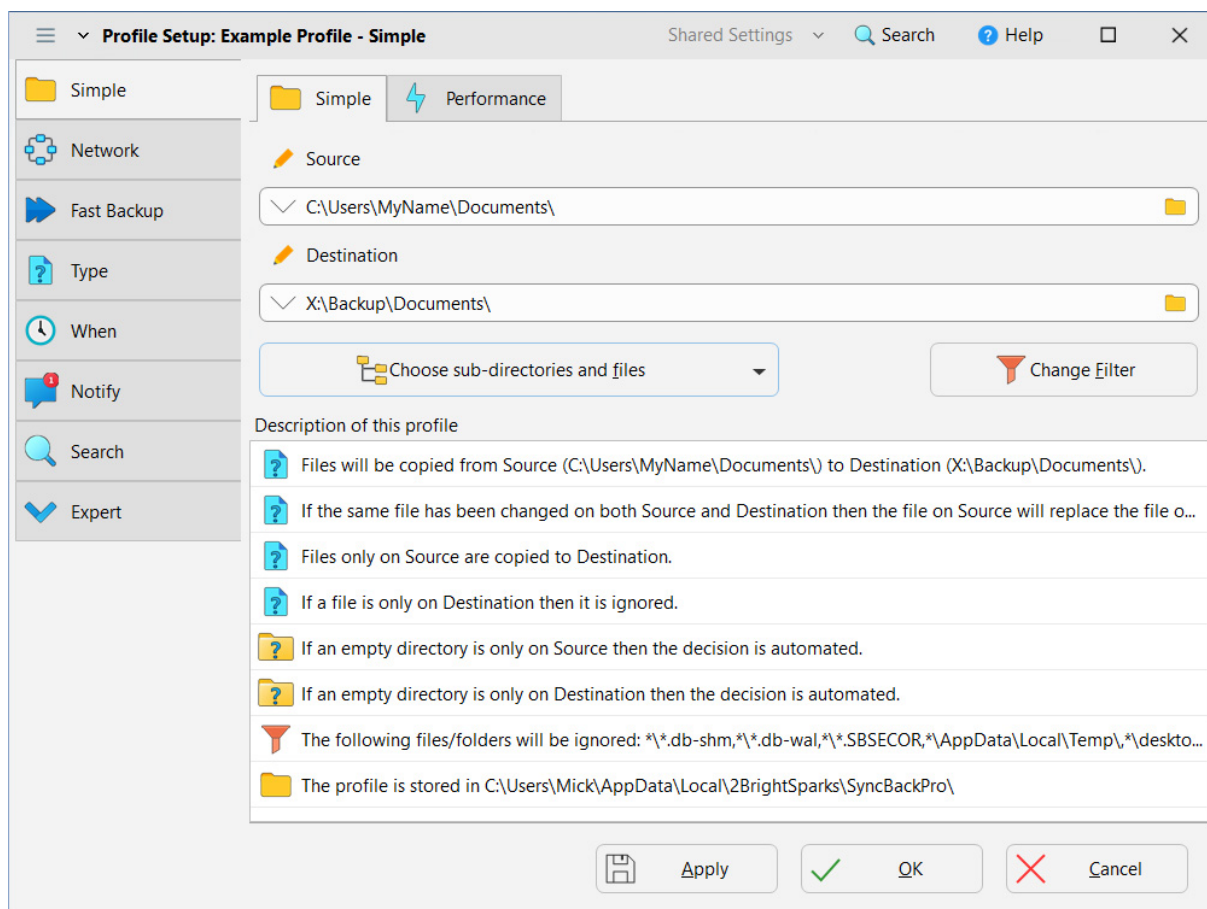 Profile Setup: Example Profile - Simple Shared Settings Search Help
Simple
Network
Fast Backup
Type
When
Notify
1
Search
Expert
Simple Performance
Source
C:\Users\MyName\Documents\
Destination
X:\Backup\Documents\
Choose sub-directories and files Change Filter
Description of this profile
Files will be copied from Source (C:\Users\MyName\Documents\) to Destination (X:\Backup\Documents\).
If the same file has been changed on both Source and Destination then the file on Source will replace the file o...
Files only on Source are copied to Destination.
If a file is only on Destination then it is ignored.
If an empty directory is only on Source then the decision is automated.
If an empty directory is only on Destination then the decision is automated.
The following files/folders will be ignored: *\*.db-shm,*\*.db-wal,*\*.SBSECOR,*\AppData\Local\Temp\,*\deskto...
The profile is stored in C:\Users\Mick\AppData\Local\2BrightSparks\SyncBackPro\
Apply OK Cancel